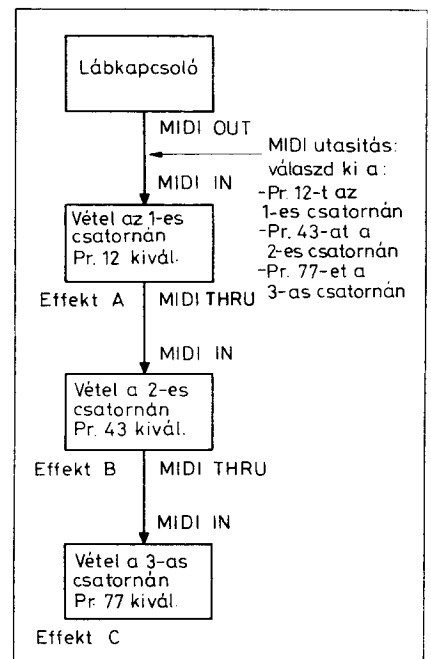 Lábkapcsoló
MIDI OUT
MIDI utasítás:
válaszd ki a:
-Pr. 12-t az
1-es csatornán
-Pr. 43-at a
2-es csatornán
-Pr. 77-et a
3-as csatornán
MIDI IN
Vétel az 1-es
csatornán
Pr. 12 kivál.
Effekt A
MIDI THRU
MIDI IN
Vétel a 2-es
csatornán
Pr. 43 kivál.
Effekt B
MIDI THRU
MIDI IN
Vétel a 3-as
csatornán
Pr. 77 kivál.
Effekt C